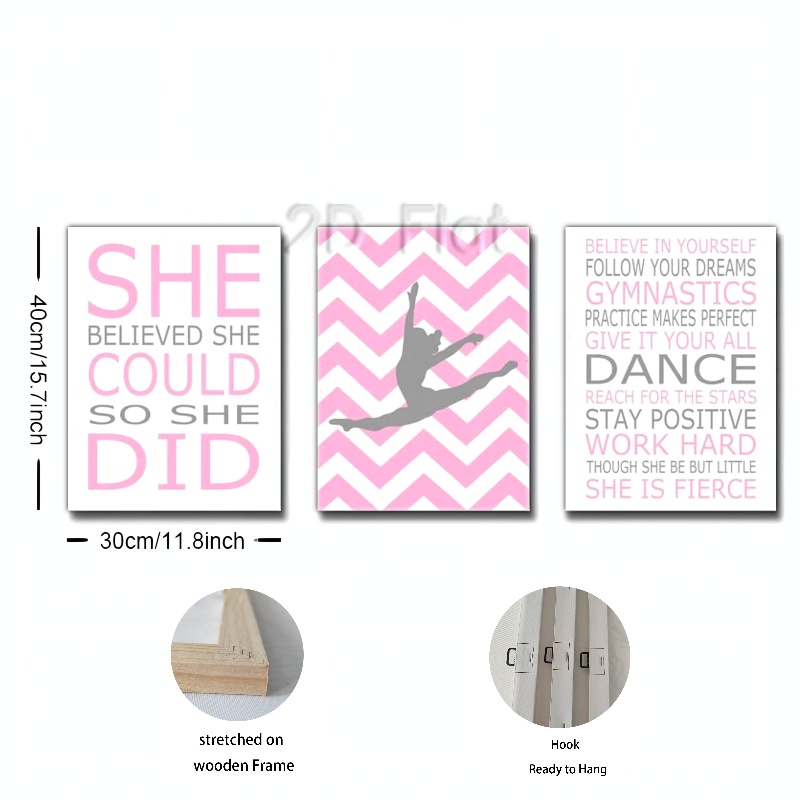 2D Flat
40cm/15.7inch
SHE
BELIEVED SHE
COULD
SO SHE
DID
BELIEVE IN YOURSELF
FOLLOW YOUR DREAMS
GYMNASTICS
PRACTICE MAKES PERFECT
GIVE IT YOUR ALL
DANCE
REACH FOR THE STARS
STAY POSITIVE
WORK HARD
THOUGH SHE BE BUT LITTLE
SHE IS FIERCE
30cm/11.8inch
stretched on
wooden Frame
Hook
Ready to Hang